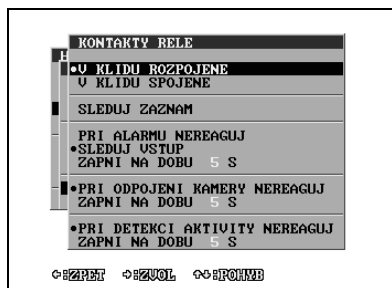 KONTAKTY RELE
H
•V KLIDU ROZPOJENE
V KLIDU SPOJENE
SLEDUJ ZAZNAM
PRI ALARMU NEREAGUJ
•SLEDUJ VSTUP
ZAPNI NA DOBU 5 S
•PRI ODPOJENI KAMERY NEREAGUJ
ZAPNI NA DOBU 5 S
•PRI DETEKCI AKTIVITY NEREAGUJ
ZAPNI NA DOBU 5 S
:ZPET :ZVOL :POHYB